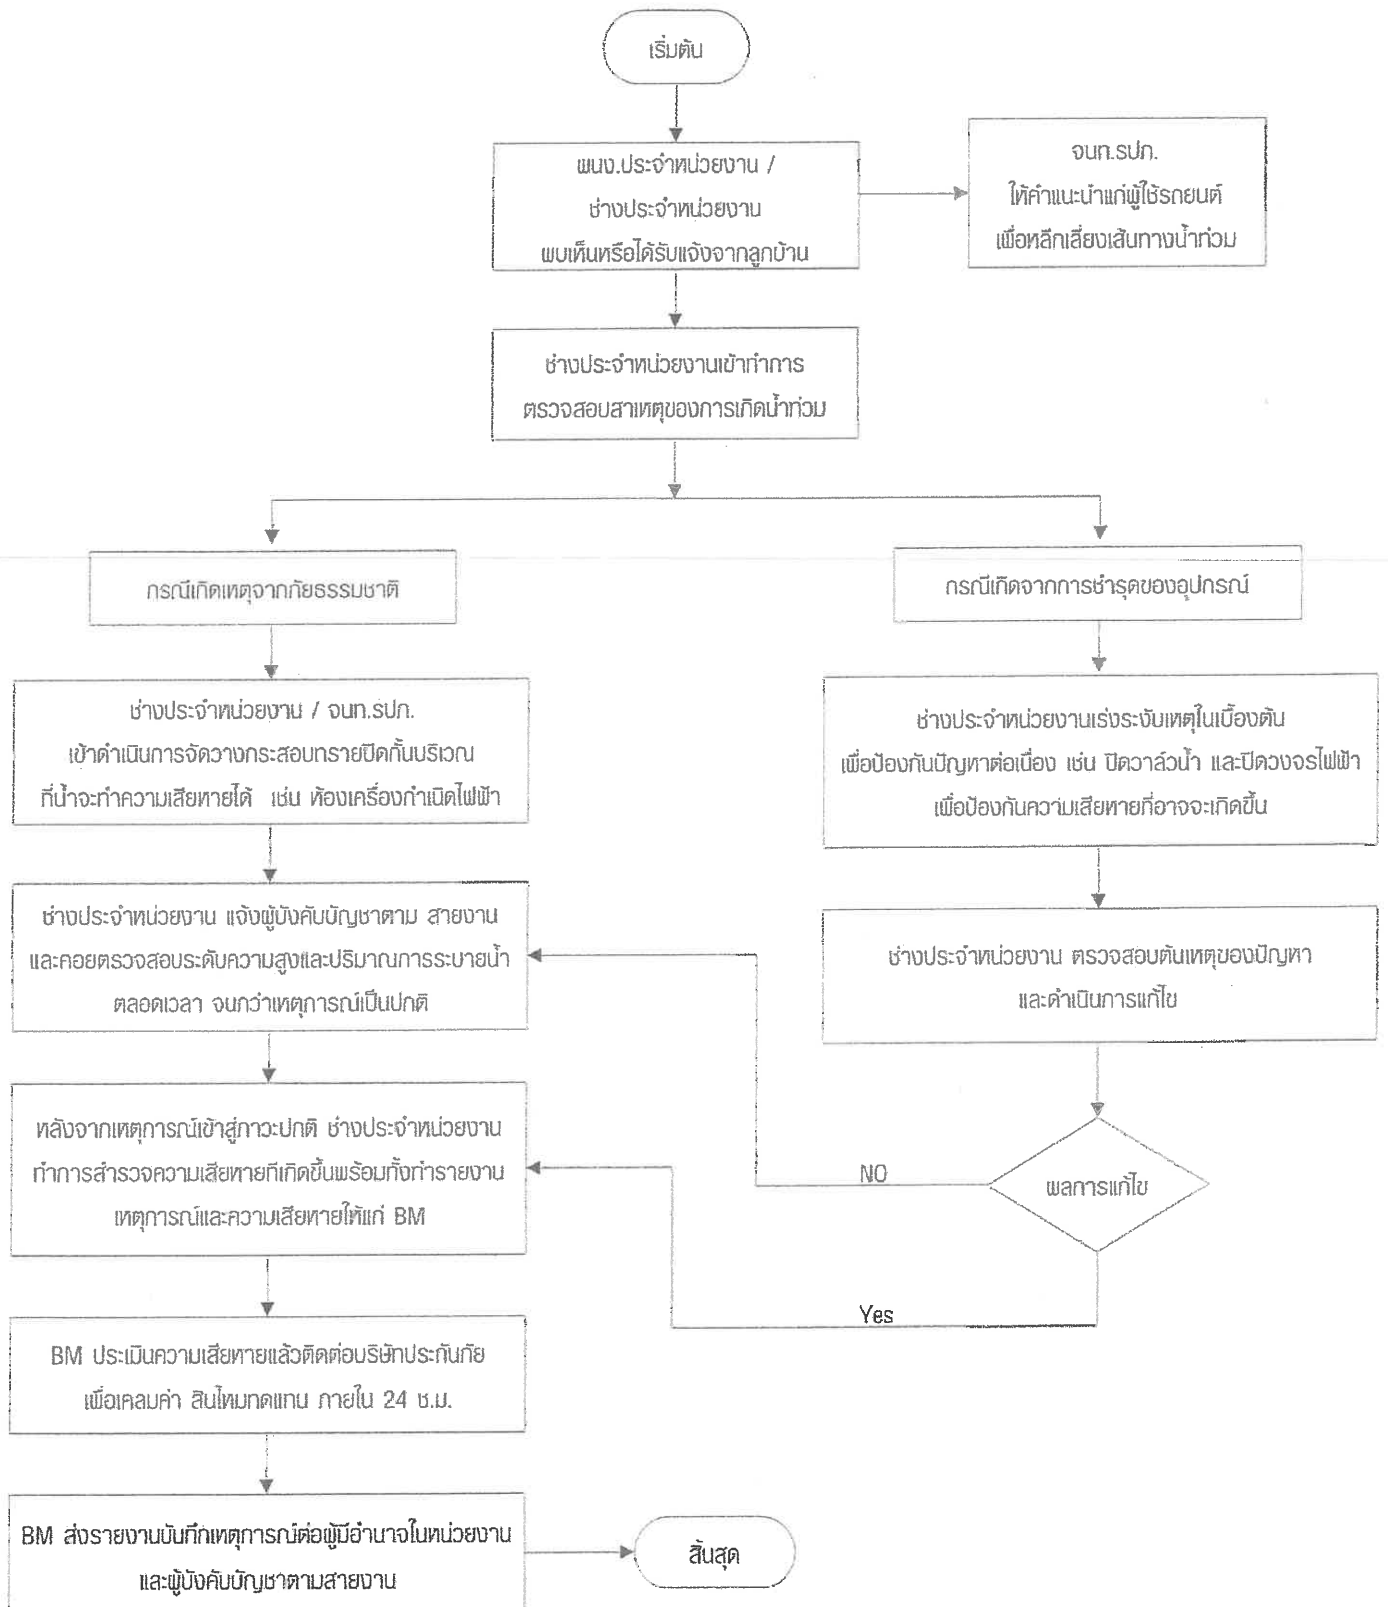 เริ่มต้น
พนง.ประจำหน่วยงาน /
ช่างประจำหน่วยงาน
พบเห็นหรือได้รับแจ้งจากลูกบ้าน
จนท.รปภ.
ให้คำแนะนำแก่ผู้ใช้รถยนต์
เพื่อหลีกเลี่ยงเส้นทางน้ำท่วม
ช่างประจำหน่วยงานเข้าทำการ
ตรวจสอบสาเหตุของการเกิดน้ำท่วม
กรณีเกิดเหตุจากภัยธรรมชาติ
กรณีเกิดจากการชำรุดของอุปกรณ์
ช่างประจำหน่วยงาน / จนท.รปภ.
เข้าดำเนินการจัดวางกระสอบทรายปิดกั้นบริเวณ
ที่น้ำจะทำความเสียหายได้ เช่น ห้องเครื่องกำเนิดไฟฟ้า
ช่างประจำหน่วยงานเร่งระงับเหตุในเบื้องต้น
เพื่อป้องกันปัญหาต่อเนื่อง เช่น ปิดวาล์วน้ำ และปิดวงจรไฟฟ้า
เพื่อป้องกันความเสียหายที่อาจจะเกิดขึ้น
ช่างประจำหน่วยงาน แจ้งผู้บังคับบัญชาตาม สายงาน
และคอยตรวจสอบระดับความสูงและปริมาณการระบายน้ำ
ตลอดเวลา จนกว่าเหตุการณ์เป็นปกติ
ช่างประจำหน่วยงาน ตรวจสอบต้นเหตุของปัญหา
และดำเนินการแก้ไข
หลังจากเหตุการณ์เข้าสู่ภาวะปกติ ช่างประจำหน่วยงาน
ทำการสำรวจความเสียหายที่เกิดขึ้นพร้อมทั้งทำรายงาน
เหตุการณ์และความเสียหายให้แก่ BM
NO
ผลการแก้ไข
Yes
BM ประเมินความเสียหายแล้วติดต่อบริษัทประกันภัย
เพื่อเคลมค่า สินไหมทดแทน ภายใน 24 ช.ม.
BM ส่งรายงานบันทึกเหตุการณ์ต่อผู้มีอำนาจในหน่วยงาน
และผู้บังคับบัญชาตามสายงาน
สิ้นสุด